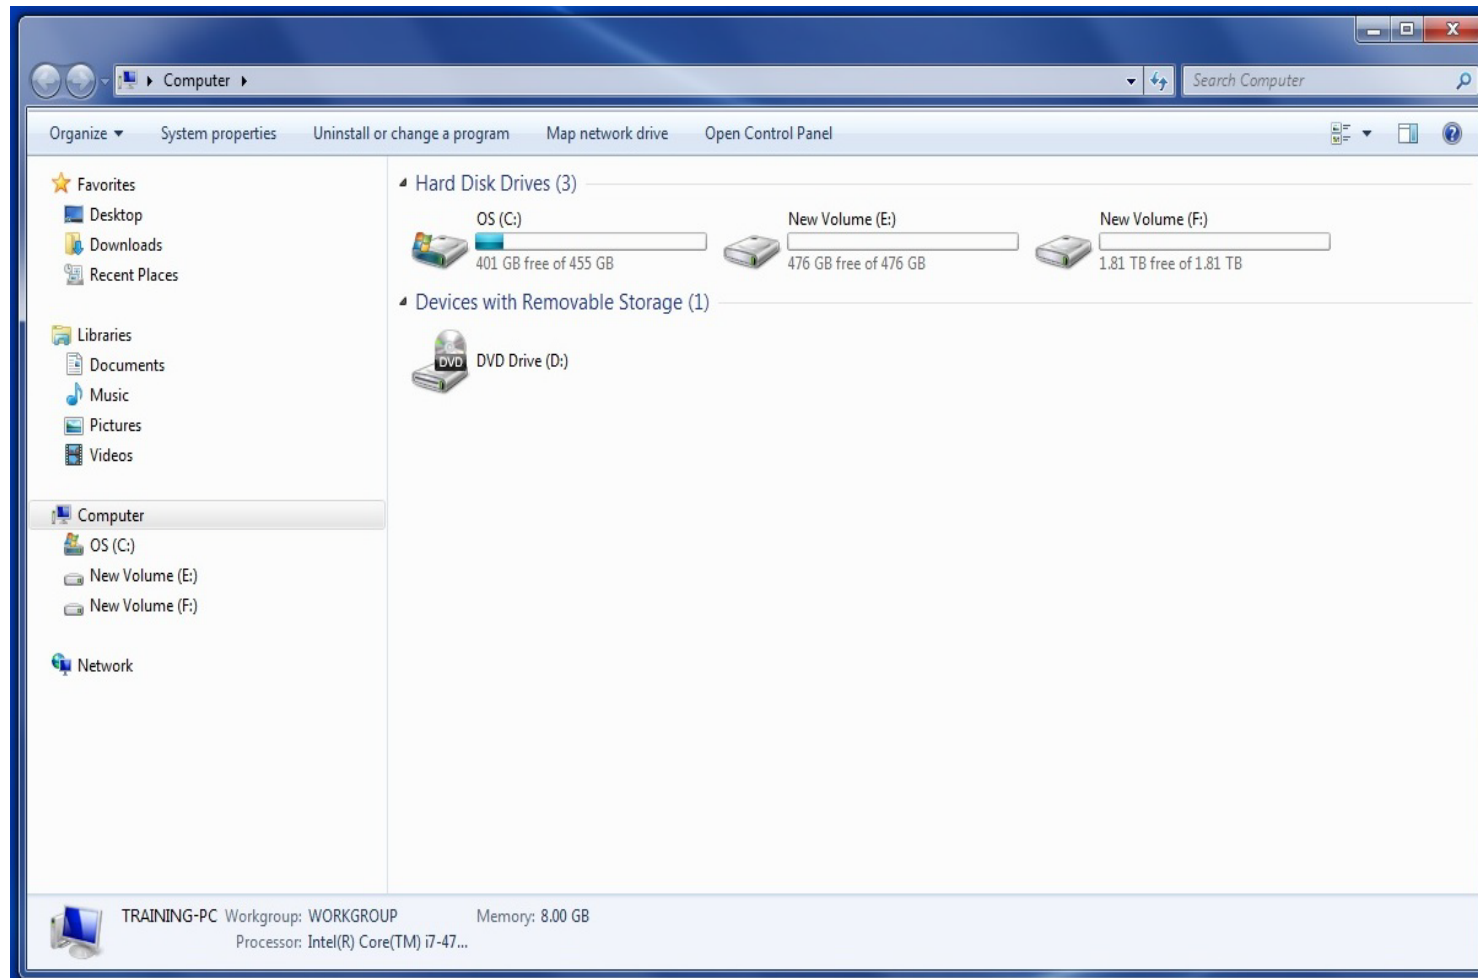 Computer
Search Computer
Organize System properties Uninstall or change a program Map network drive Open Control Panel
Favorites
Desktop
Downloads
Recent Places
Libraries
Documents
Music
Pictures
Videos
Computer
OS (C:)
New Volume (E:)
New Volume (F:)
Network
Hard Disk Drives (3)
OS (C:)
401 GB free of 455 GB
New Volume (E:)
476 GB free of 476 GB
New Volume (F:)
1.81 TB free of 1.81 TB
Devices with Removable Storage (1)
DVD
DVD Drive (D:)
TRAINING-PC Workgroup: WORKGROUP Memory: 8.00 GB
Processor: Intel(R) Core(TM) i7-47...